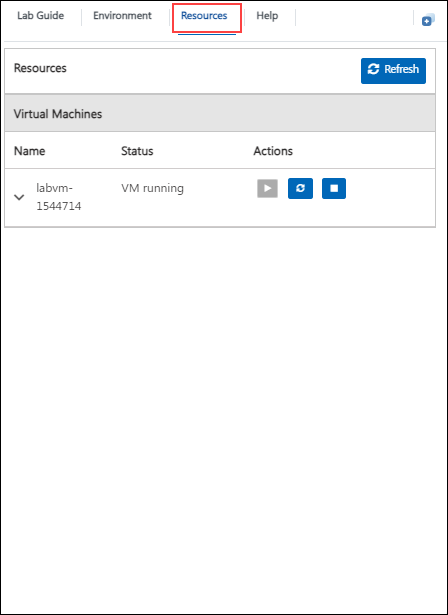 Lab Guide Environment Resources Help
Resources Refresh
Virtual Machines
Name Status Actions
labvm- VM running
1544714